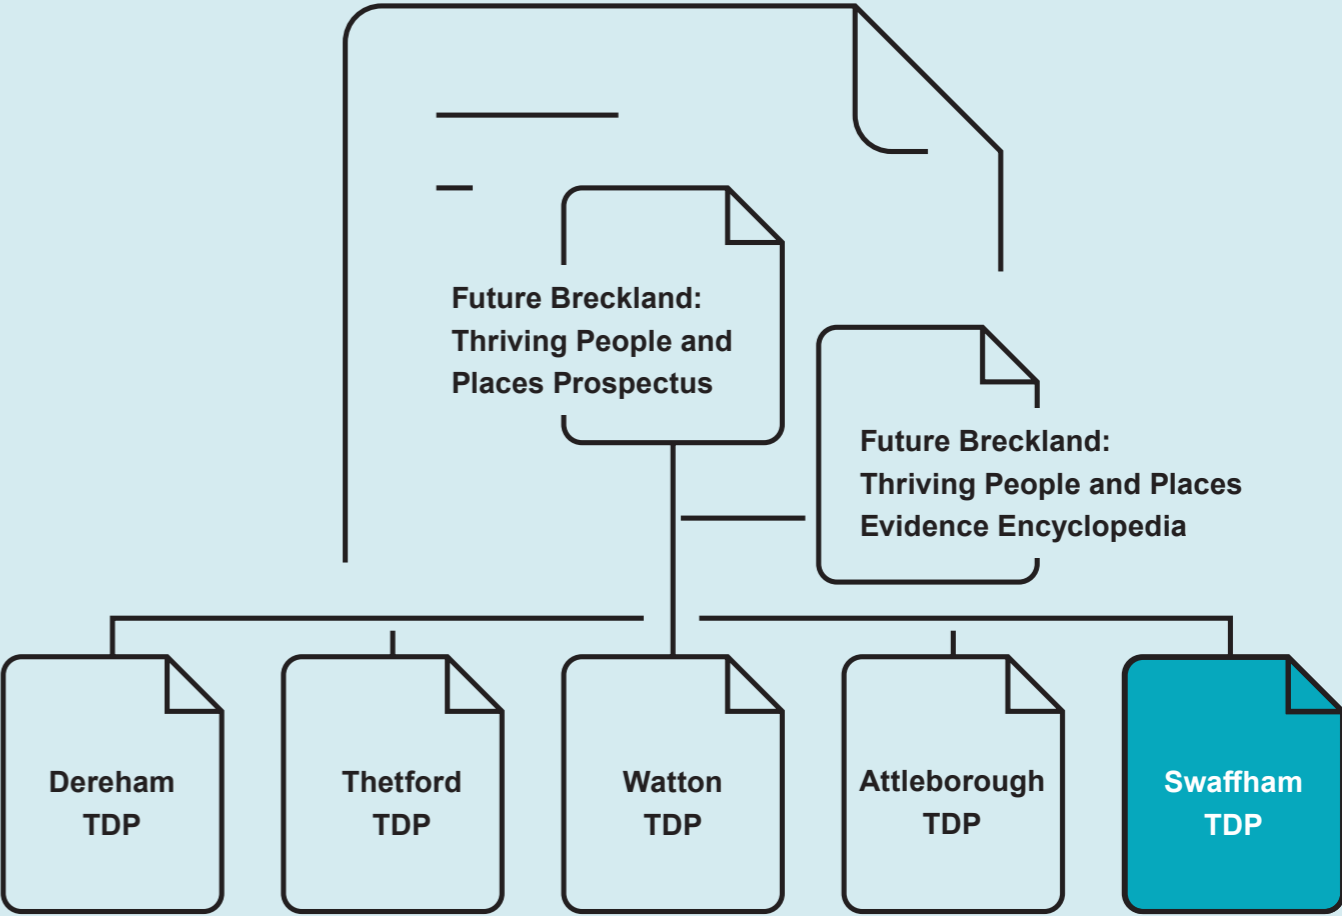 Future Breckland:
Thriving People and
Places Prospectus
Future Breckland:
Thriving People and Places
Evidence Encyclopedia
Dereham
TDP
Thetford
TDP
Watton
TDP
Attleborough
TDP
Swaffham
TDP